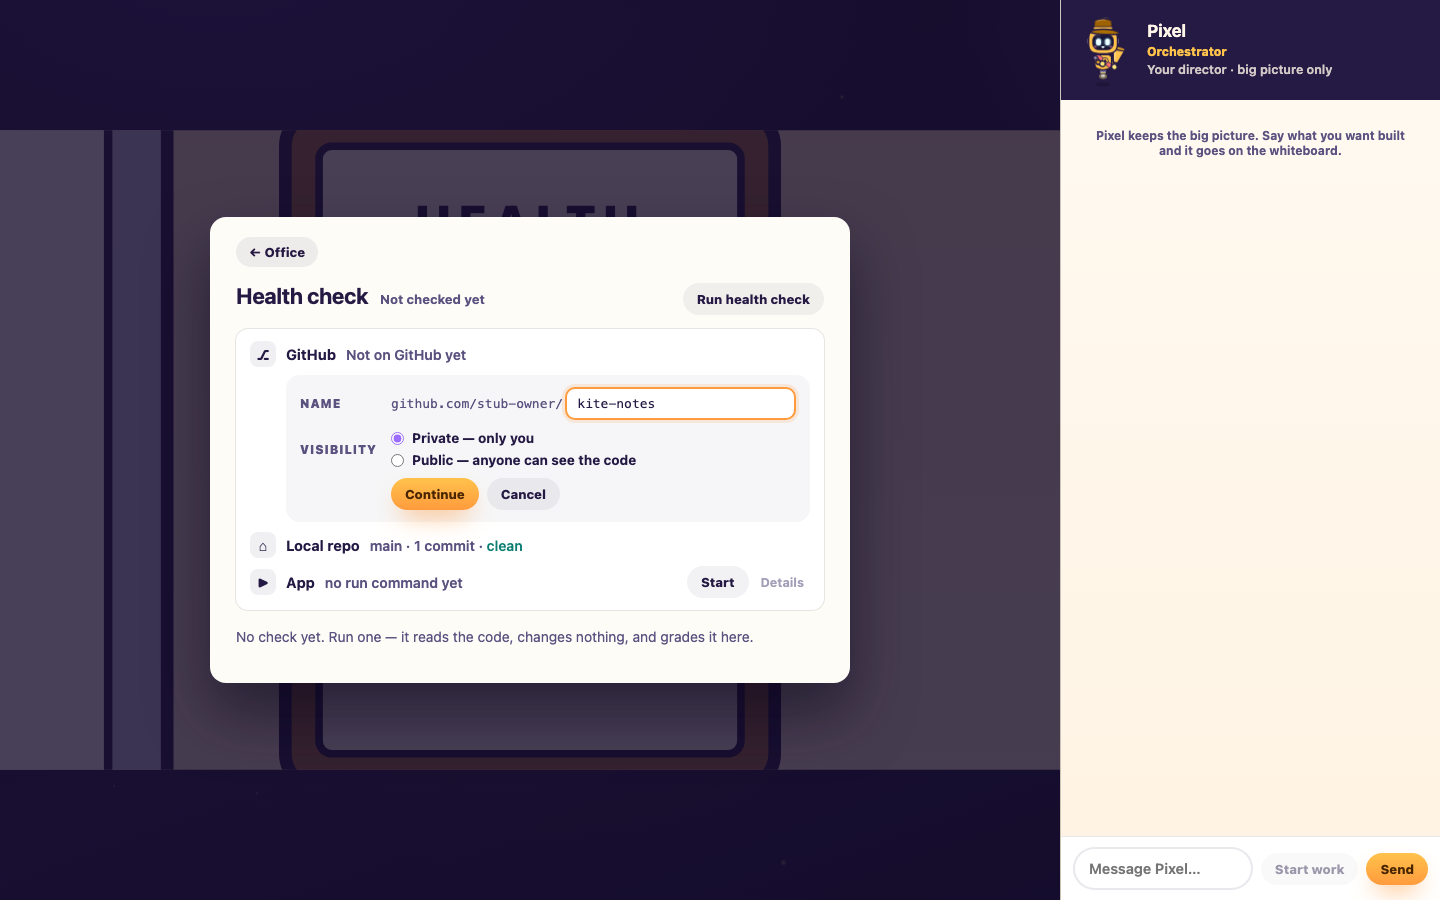 HEALTH
← Office
Health check Not checked yet Run health check
GitHub Not on GitHub yet
NAME github.com/stub-owner/ kite-notes
VISIBILITY
Private — only you
Public — anyone can see the code
Continue Cancel
Local repo main · 1 commit · clean
App no run command yet Start Details
No check yet. Run one — it reads the code, changes nothing, and grades it here.
Pixel
Orchestrator
Your director · big picture only
Pixel keeps the big picture. Say what you want built
and it goes on the whiteboard.
Message Pixel... Start work Send